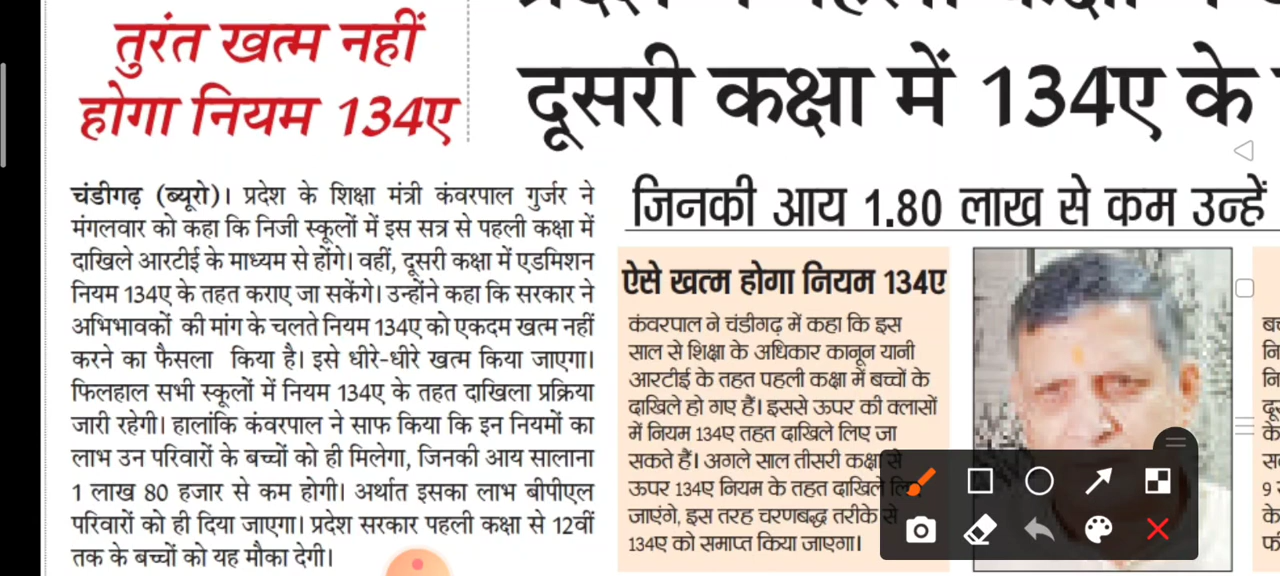 तुरंत खत्म नहीं
होगा नियम 134ए
दूसरी कक्षा में 134ए के
जिनकी आय 1.80 लाख से कम उन्हें
चंडीगढ़ (ब्यूरो)। प्रदेश के शिक्षा मंत्री कंवरपाल गुर्जर ने
मंगलवार को कहा कि निजी स्कूलों में इस सत्र से पहली कक्षा में
दाखिले आरटीई के माध्यम से होंगे। वहीं, दूसरी कक्षा में एडमिशन
नियम 134ए के तहत कराए जा सकेंगे। उन्होंने कहा कि सरकार ने
अभिभावकों की मांग के चलते नियम 134ए को एकदम खत्म नहीं
करने का फैसला किया है। इसे धीरे-धीरे खत्म किया जाएगा।
फिलहाल सभी स्कूलों में नियम 134ए के तहत दाखिला प्रक्रिया
जारी रहेगी। हालांकि कंवरपाल ने साफ किया कि इन नियमों का
लाभ उन परिवारों के बच्चों को ही मिलेगा, जिनकी आय सालाना
1 लाख 80 हजार से कम होगी। अर्थात इसका लाभ बीपीएल
परिवारों को ही दिया जाएगा। प्रदेश सरकार पहली कक्षा से 12वीं
तक के बच्चों को यह मौका देगी।
ऐसे खत्म होगा नियम 134ए
कंवरपाल ने चंडीगढ़ में कहा कि इस
साल से शिक्षा के अधिकार कानून यानी
आरटीई के तहत पहली कक्षा में बच्चों के
दाखिले हो गए हैं। इससे ऊपर की क्लासों
में नियम 134ए तहत दाखिले लिए जा
सकते हैं। अगले साल तीसरी कक्षा से
ऊपर 134ए नियम के तहत दाखिले लिए
जाएंगे, इस तरह चरणबद्ध तरीके से
134ए को समाप्त किया जाएगा।